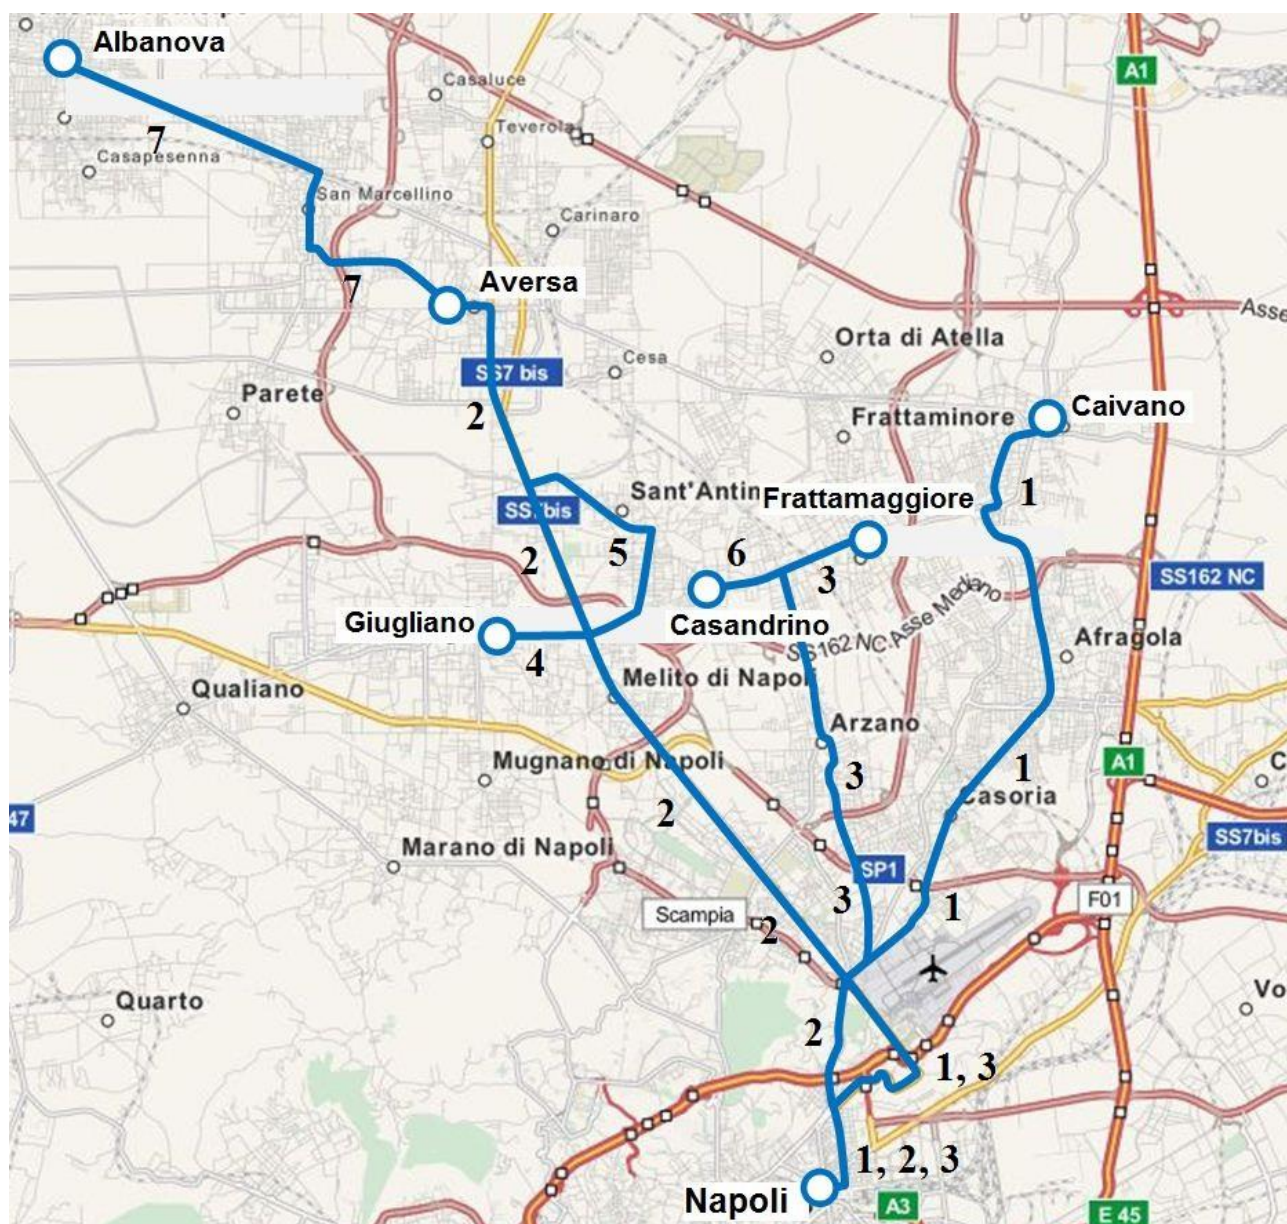 Albanova
A1
Casaluce
Teverola
7
Casapesenna
San Marcellino
Carinaro
7
Aversa
Asse
Orta di Atella
Cesa
SS7 bis
Parete
2
Frattaminore
Caivano
Sant'Antim
Frattamaggiore
1
SS7bis
2
5
6
3
SS162 NC
Giugliano
Casandrino
SS162 NC Asse Mediano
Afragola
4
Melito di Napoli
Qualiano
Arzano
Mugnano di Napoli
3
1
A1
C
2
Casoria
47
SS7bis
Marano di Napoli
SP1
3
1
F01
Scampia
2
Quarto
Vo
2
1, 3
1, 2, 3
Napoli
A3
E 45